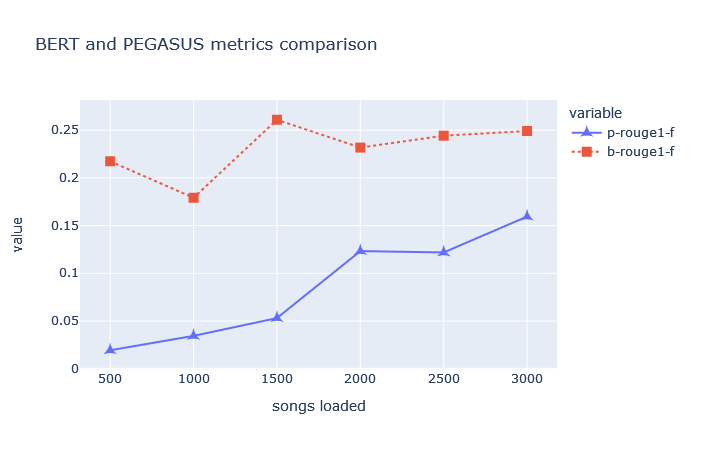 BERT and PEGASUS metrics comparison
variable
p-rouge1-f
b-rouge1-f
value
0.25
0.2
0.15
0.1
0.05
0
500 1000 1500 2000 2500 3000
songs loaded